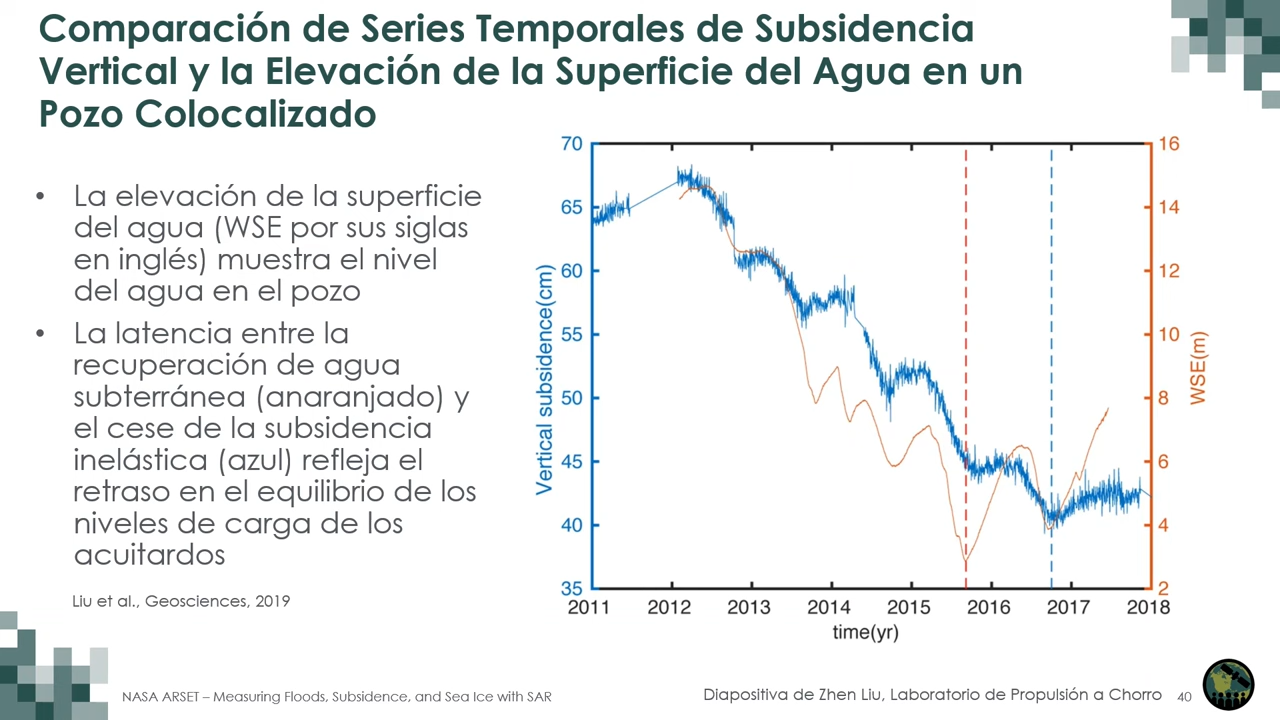 Comparación de Series Temporales de Subsidencia
Vertical y la Elevación de la Superficie del Agua en un
Pozo Colocalizado
• La elevación de la superficie
del agua (WSE por sus siglas
en inglés) muestra el nivel
del agua en el pozo
• La latencia entre la
recuperación de agua
subterránea (anaranjado) y
el cese de la subsidencia
inelástica (azul) refleja el
retraso en el equilibrio de los
niveles de carga de los
acuitardos
Liu et al., Geosciences, 2019
70
65
60
55
50
45
40
35
Vertical subsidence(cm)
16
14
12
10
8
6
4
2
WSE(m)
2011 2012 2013 2014 2015 2016 2017 2018
time(yr)
NASA ARSET – Measuring Floods, Subsidence, and Sea Ice with SAR
Diapositiva de Zhen Liu, Laboratorio de Propulsión a Chorro 40